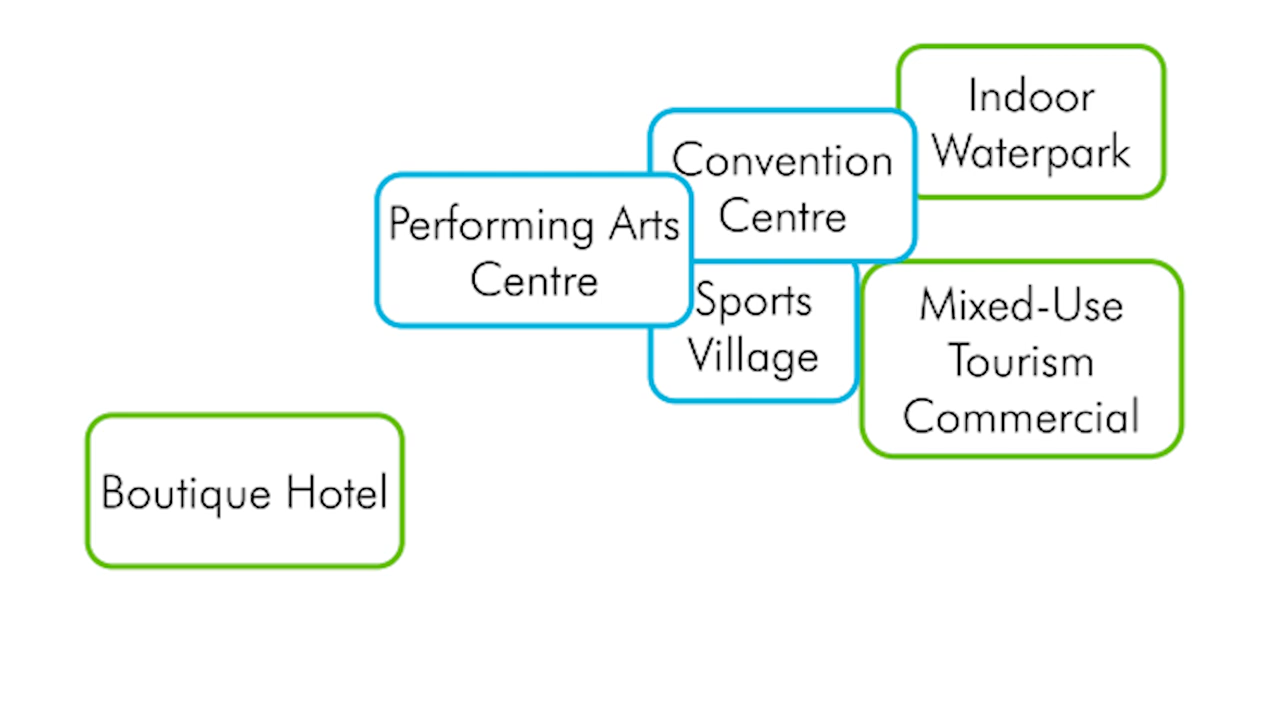 Indoor
Waterpark
Convention
Centre
Performing Arts
Centre
Sports
Village
Mixed-Use
Tourism
Commercial
Boutique Hotel